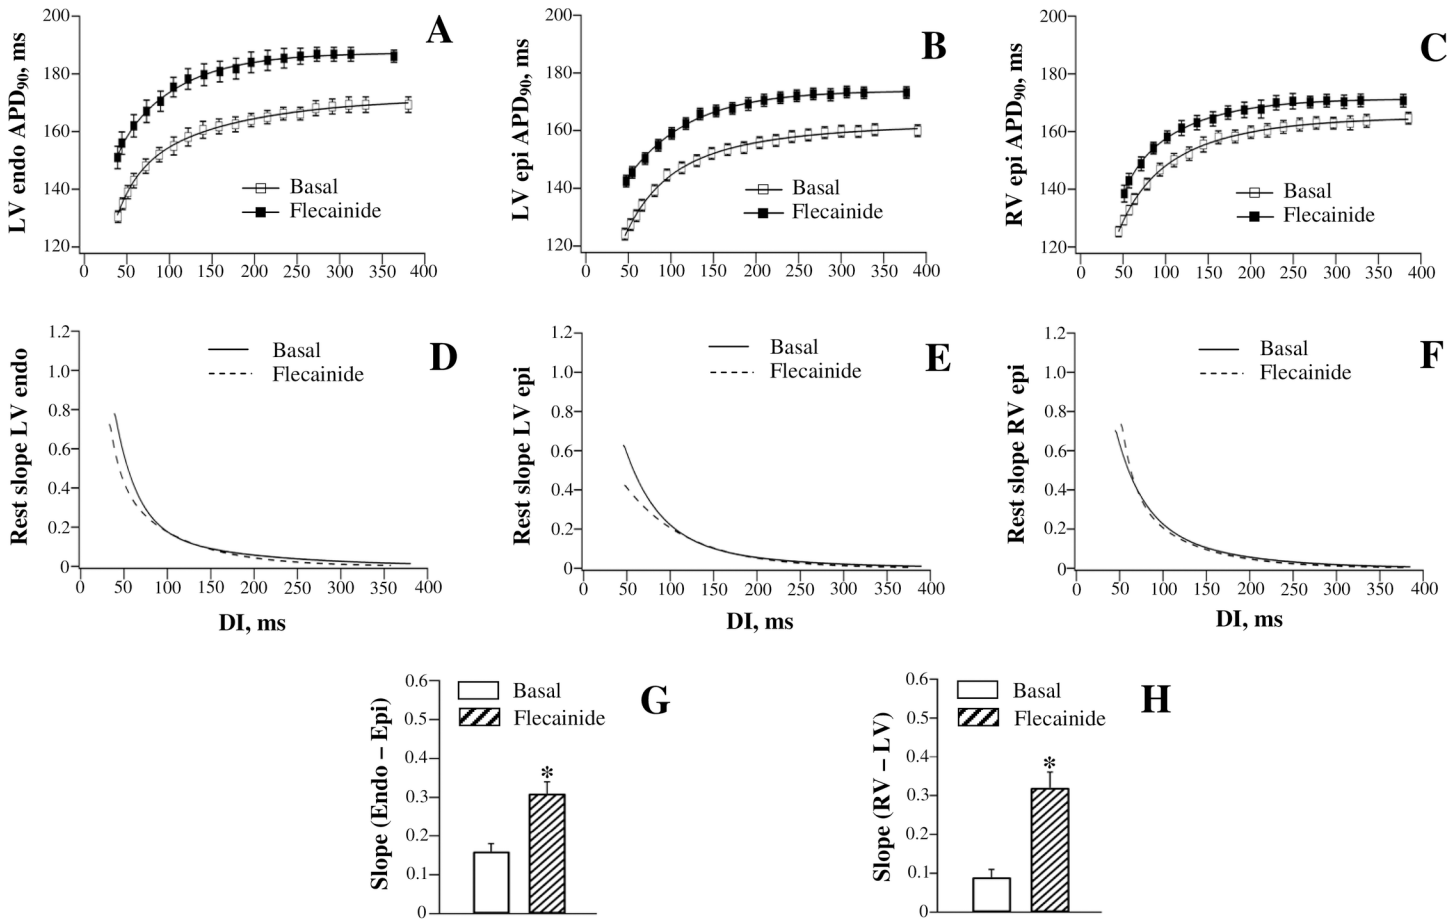 A
LV endo APD90, ms
200
180
160
140
120
0 50 100 150 200 250 300 350 400
Basal
Flecainide
B
LV epi APD90, ms
200
180
160
140
120
0 50 100 150 200 250 300 350 400
Basal
Flecainide
C
RV epi APD90, ms
200
180
160
140
120
0 50 100 150 200 250 300 350 400
Basal
Flecainide
D
Rest slope LV endo
1.2
1.0
0.8
0.6
0.4
0.2
0
0 50 100 150 200 250 300 350 400
DI, ms
Basal
Flecainide
E
Rest slope LV epi
1.2
1.0
0.8
0.6
0.4
0.2
0
0 50 100 150 200 250 300 350 400
DI, ms
Basal
Flecainide
F
Rest slope RV epi
1.2
1.0
0.8
0.6
0.4
0.2
0
0 50 100 150 200 250 300 350 400
DI, ms
Basal
Flecainide
G
Slope (Endo – Epi)
0.6
0.5
0.4
0.3
0.2
0.1
0
Basal
Flecainide
*
H
Slope (RV – LV)
0.6
0.5
0.4
0.3
0.2
0.1
0
Basal
Flecainide
*